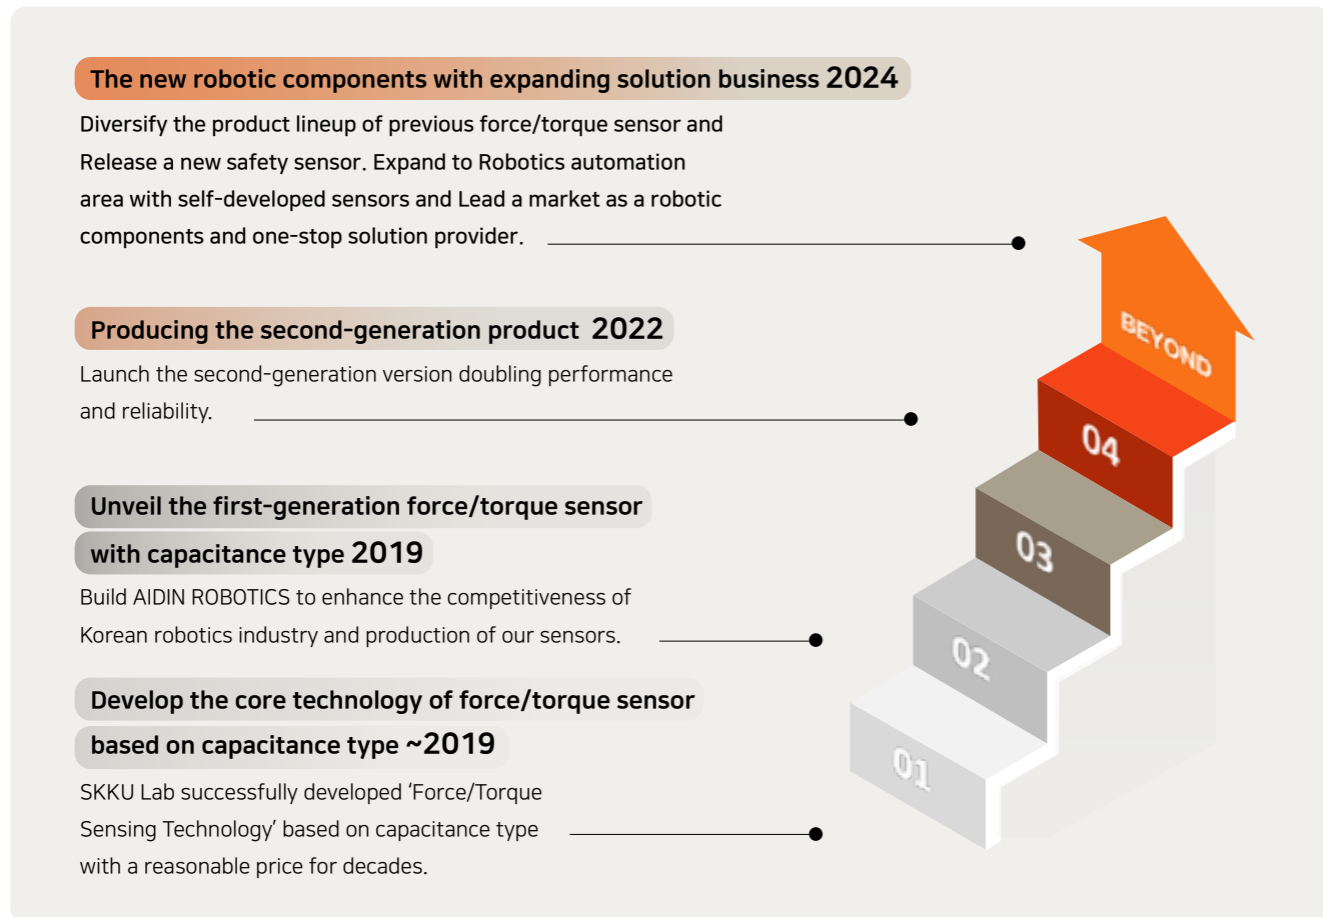 The new robotic components with expanding solution business 2024
Diversify the product lineup of previous force/torque sensor and
Release a new safety sensor. Expand to Robotics automation
area with self-developed sensors and Lead a market as a robotic
components and one-stop solution provider.
Producing the second-generation product 2022
Launch the second-generation version doubling performance
and reliability.
Unveil the first-generation force/torque sensor
with capacitance type 2019
Build AIDIN ROBOTICS to enhance the competitiveness of
Korean robotics industry and production of our sensors.
Develop the core technology of force/torque sensor
based on capacitance type ~2019
SKKU Lab successfully developed ‘Force/Torque
Sensing Technology’ based on capacitance type
with a reasonable price for decades.
BEYOND
04
03
02
01